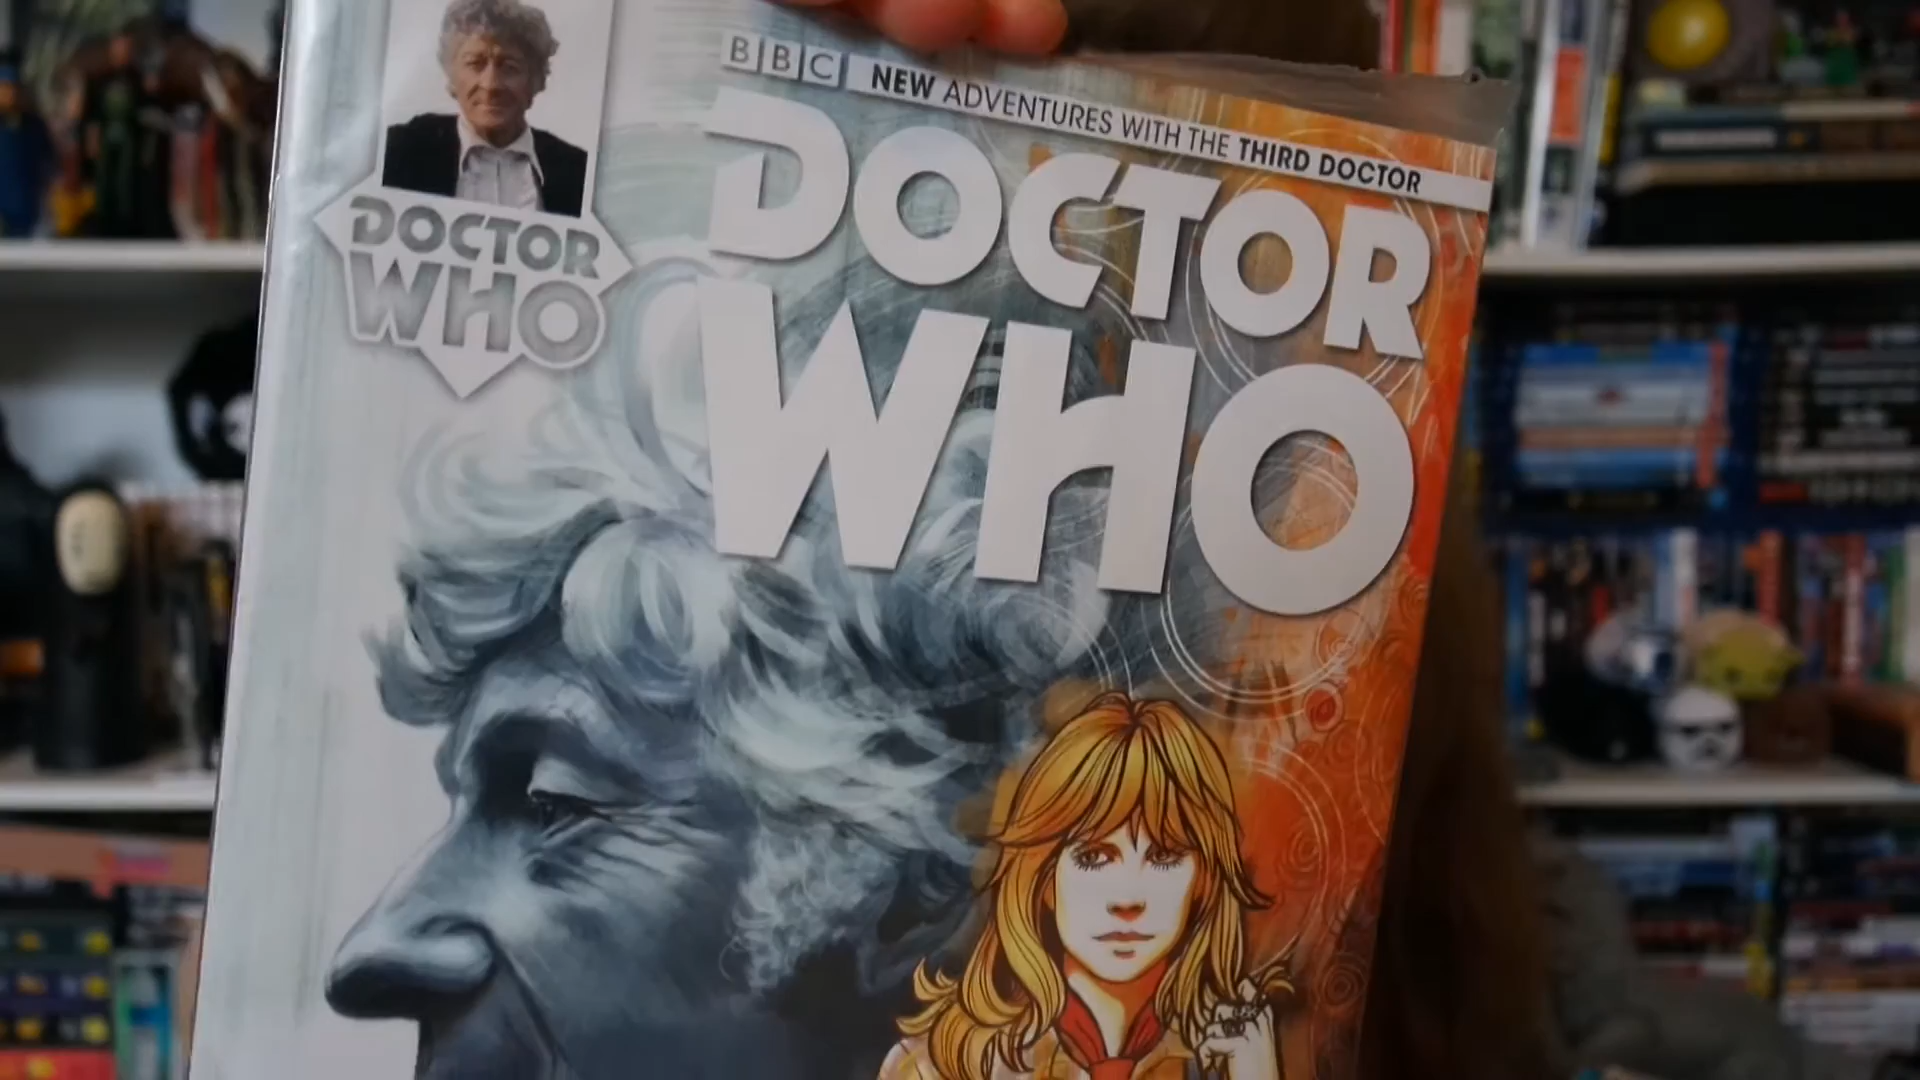 BBC
NEW ADVENTURES WITH THE THIRD DOCTOR
DOCTOR
WHO
DOCTOR
WHO